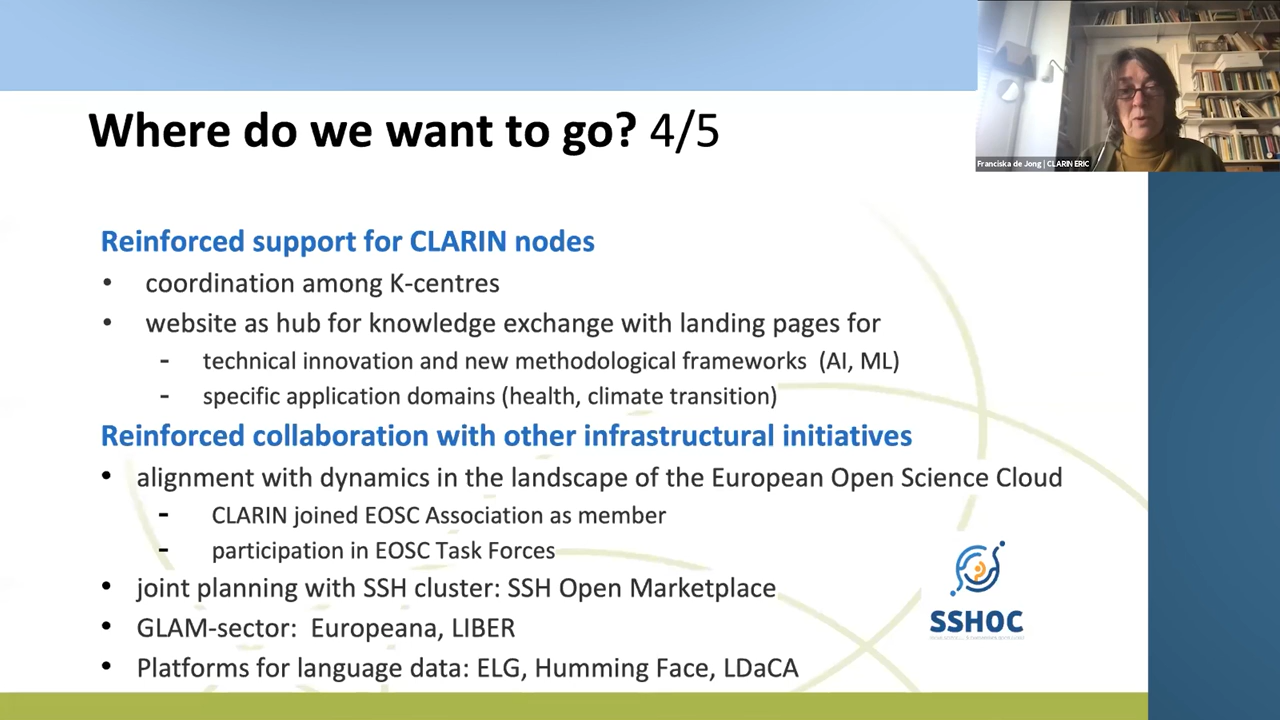 Where do we want to go? 4/5
Franciska de Jong | CLARIN ERIC
Reinforced support for CLARIN nodes
• coordination among K-centres
• website as hub for knowledge exchange with landing pages for
- technical innovation and new methodological frameworks (AI, ML)
- specific application domains (health, climate transition)
Reinforced collaboration with other infrastructural initiatives
• alignment with dynamics in the landscape of the European Open Science Cloud
- CLARIN joined EOSC Association as member
- participation in EOSC Task Forces
• joint planning with SSH cluster: SSH Open Marketplace
• GLAM-sector: Europeana, LIBER
• Platforms for language data: ELG, Humming Face, LDaCA
SSHOC